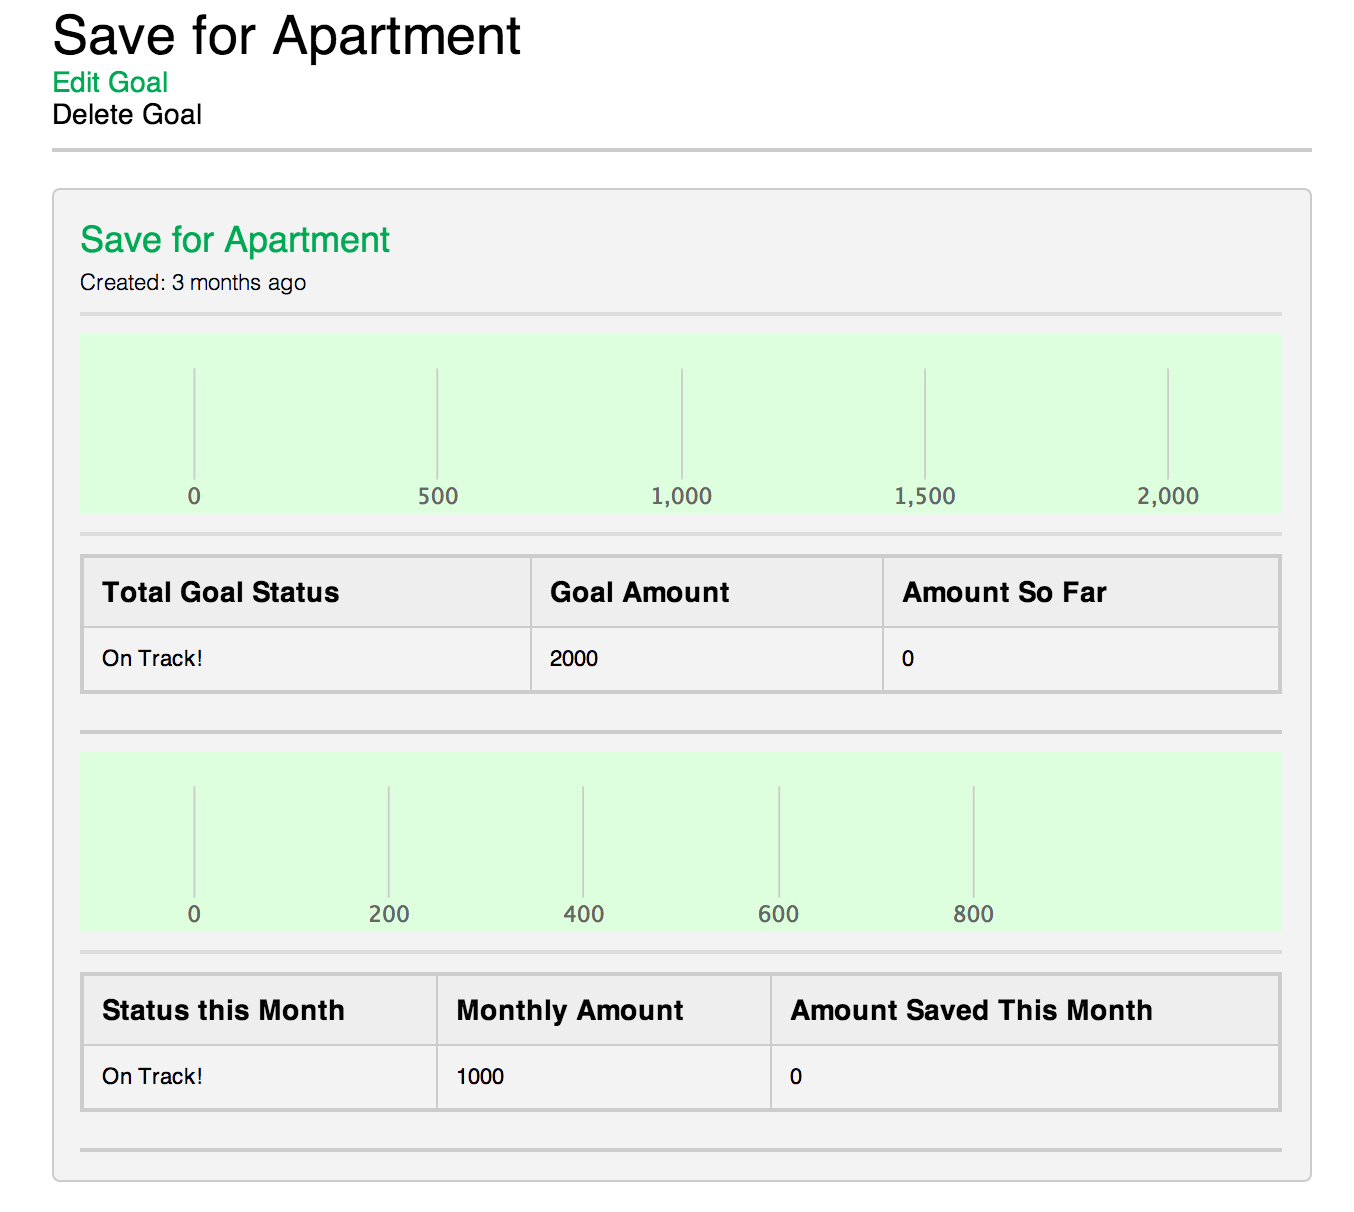 Save for Apartment
Edit Goal
Delete Goal
Save for Apartment
Created: 3 months ago
0 500 1,000 1,500 2,000
Total Goal Status Goal Amount Amount So Far
On Track! 2000 0
0 200 400 600 800
Status this Month Monthly Amount Amount Saved This Month
On Track! 1000 0